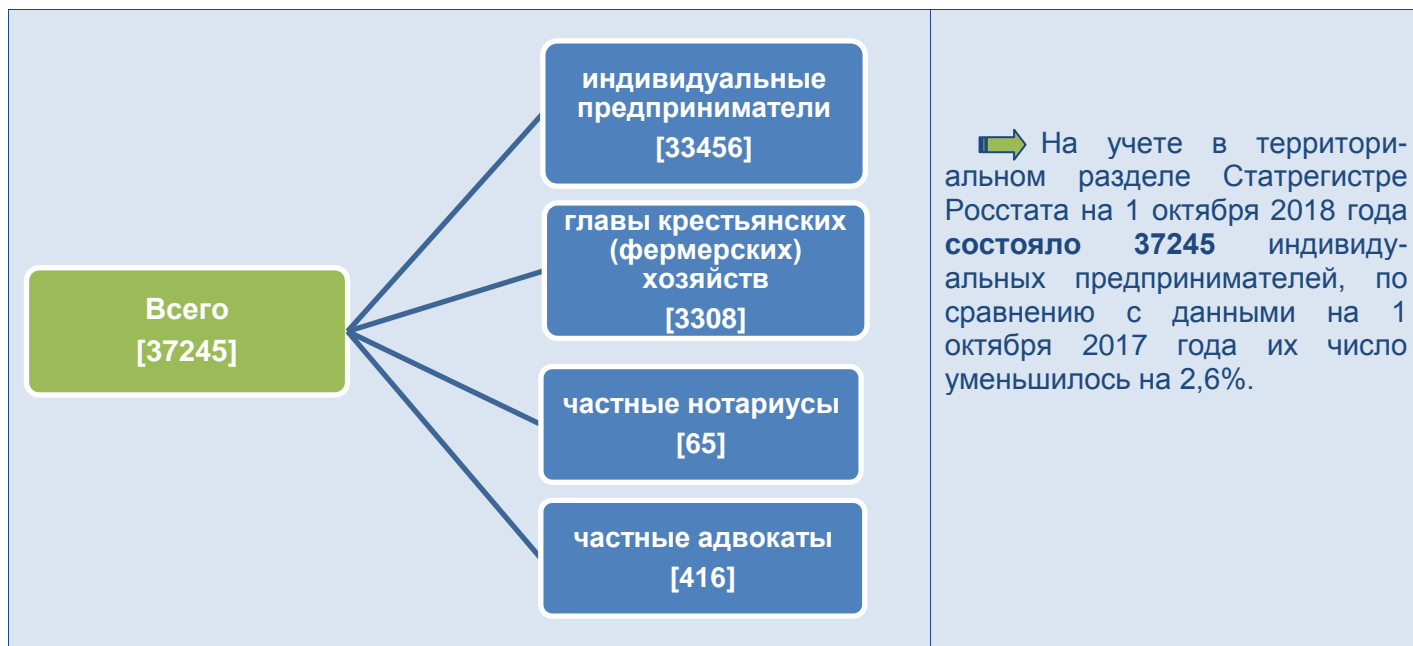 Всего
[37245]
индивидуальные
предприниматели
[33456]
главы крестьянских
(фермерских)
хозяйств
[3308]
частные нотариусы
[65]
частные адвокаты
[416]
На учете в территори-
альном разделе Статрегистре
Росстата на 1 октября 2018 года
состояло 37245 индивиду-
альных предпринимателей, по
сравнению с данными на 1
октября 2017 года их число
уменьшилось на 2,6%.